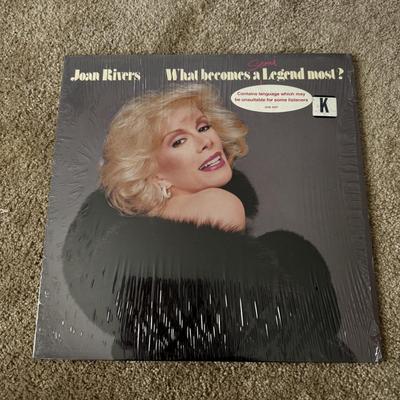 Joan Rivers What becomes a Semi Legend most?
Contains language which may
be unsuitable for some listeners
K